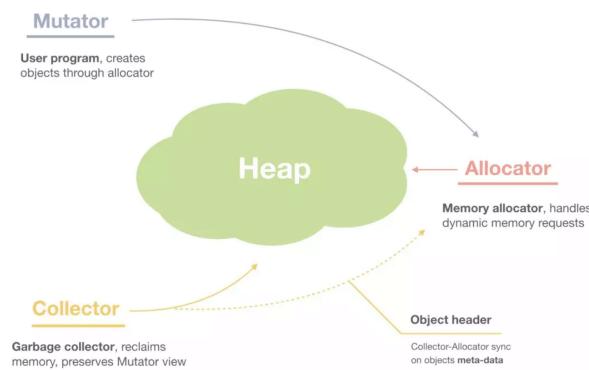 Mutator
User program, creates
objects through allocator
Heap
Allocator
Memory allocator, handles
dynamic memory requests
Collector
Garbage collector, reclaims
memory, preserves Mutator view
Object header
Collector-Allocator sync
on objects meta-data